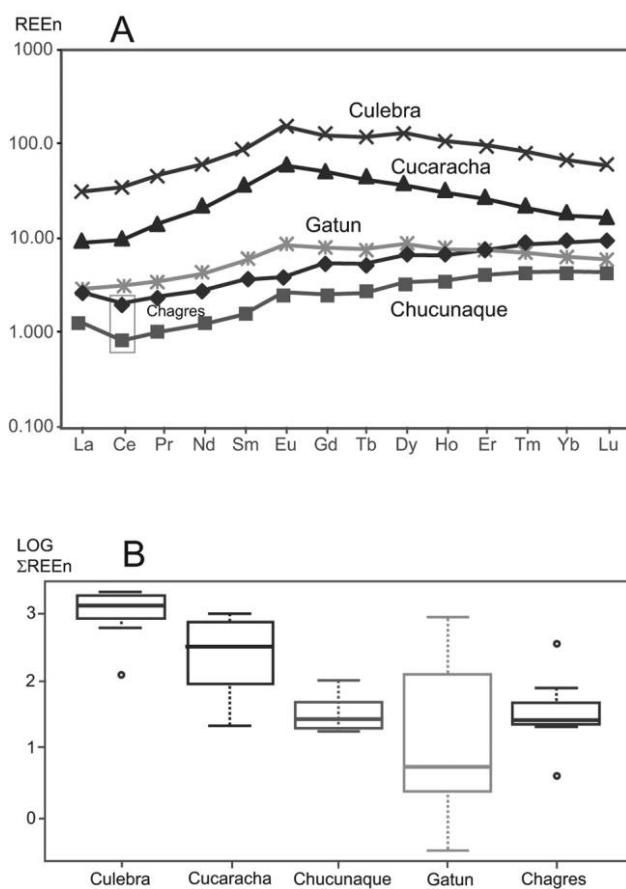 REEn
A
1000
100.0
10.00
1.000
0.100
Culebra
Cucaracha
Gatun
Chagres
Chucunaque
La Ce Pr Nd Sm Eu Gd Tb Dy Ho Er Tm Yb Lu
LOG
ΣREEn
B
3
2
1
0
Culebra Cucaracha Chucunaque Gatun Chagres